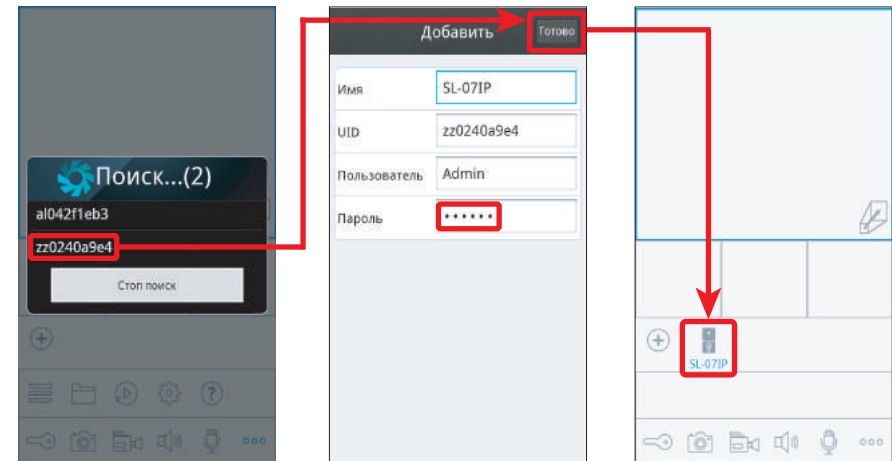 Поиск...(2)
al042f1eb3
zz0240a9e4
Стоп поиск
Добавить
Готово
Имя
SL-07IP
UID
zz0240a9e4
Пользователь
Admin
Пароль
••••••
SL-07IP